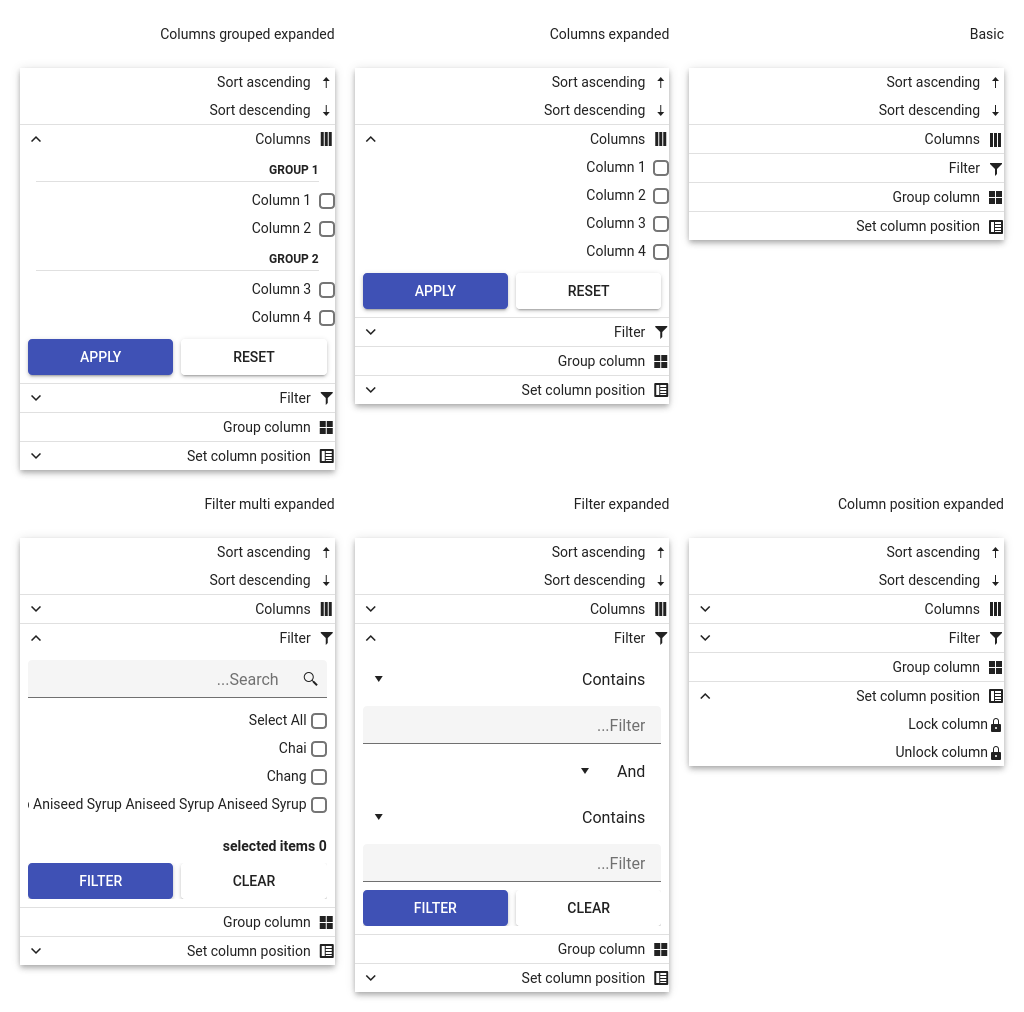 Basic
Sort ascending
Sort descending
Columns
Filter
Group column
Set column position
Columns expanded
Sort ascending
Sort descending
Columns
Column 1
Column 2
Column 3
Column 4
APPLY
RESET
Filter
Group column
Set column position
Columns grouped expanded
Sort ascending
Sort descending
Columns
GROUP 1
Column 1
Column 2
GROUP 2
Column 3
Column 4
APPLY
RESET
Filter
Group column
Set column position
Column position expanded
Sort ascending
Sort descending
Columns
Filter
Group column
Set column position
Lock column
Unlock column
Filter expanded
Sort ascending
Sort descending
Columns
Filter
Contains
...Filter
And
Contains
...Filter
FILTER
CLEAR
Group column
Set column position
Filter multi expanded
Sort ascending
Sort descending
Columns
Filter
...Search
Select All
Chai
Chang
Aniseed Syrup Aniseed Syrup Aniseed Syrup
selected items 0
FILTER
CLEAR
Group column
Set column position